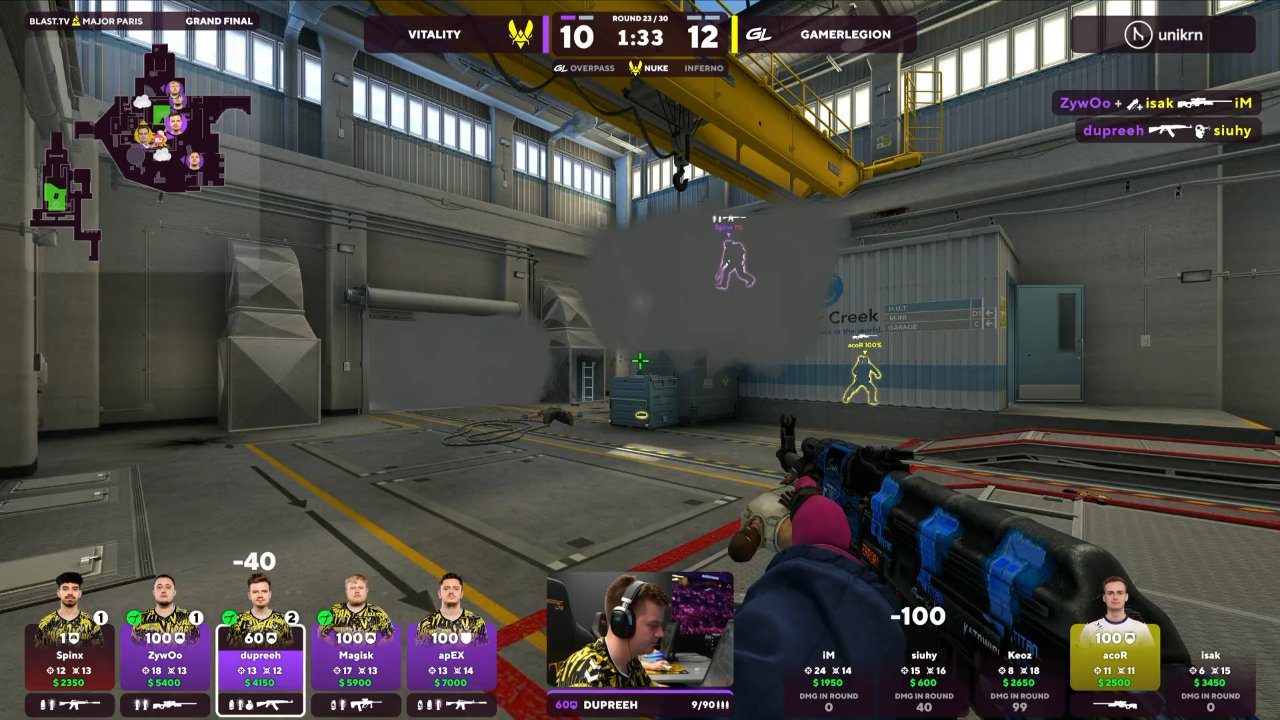 BLAST.TV MAJOR PARIS GRAND FINAL
VITALITY 10 ROUND 23 / 30 1:33 12 GL GAMERLEGION
GL OVERPASS NUKE INFERNO
unikrn
ZywOo + isak iM
dupreeh siuhy
Spinx 1%
Creek
H.U.T.
MINI
GARAGE
acoR 100%
-40
-100
1 1 2
1 100 60 100 100 100
Spinx ZywOo dupreeh Magisk apEX iM siuhy Keoz acoR isak
12 13 18 13 13 12 17 13 13 14 24 14 15 16 8 18 11 11 6 15
$2350 $5400 $4150 $5900 $7000 $1950 $600 $2650 $2500 $3450
DMG IN ROUND DMG IN ROUND DMG IN ROUND DMG IN ROUND
0 40 99 0
60 DUPREEH 9/90